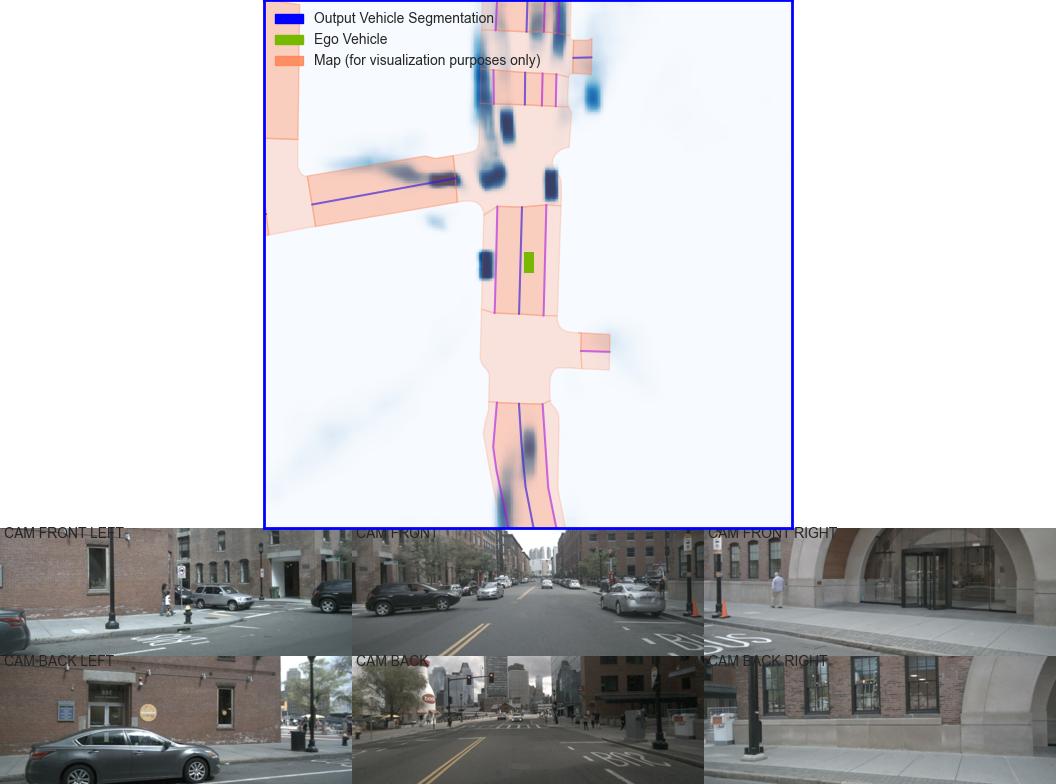 Output Vehicle Segmentation
Ego Vehicle
Map (for visualization purposes only)
CAM FRONT LEFT
CAM FRONT
CAM FRONT RIGHT
BUS
CAM BACK LEFT
CAM BACK
CAM BACK RIGHT